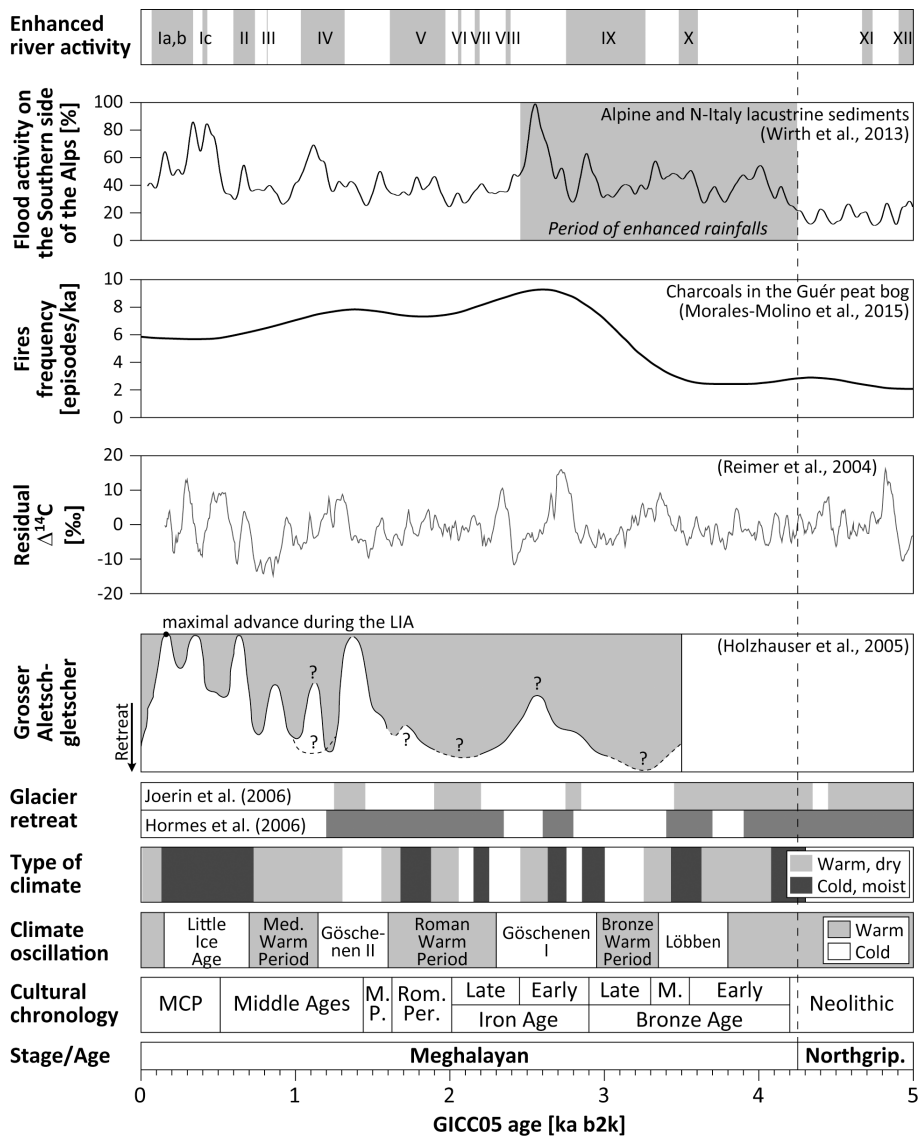 Enhanced
river activity
Ia,b Ic II III IV V VI VII VIII IX X XI XII
Flood activity on
the Southern side
of the Alps [%]
100
80
60
40
20
0
Alpine and N-Italy lacustrine sediments
(Wirth et al., 2013)
Period of enhanced rainfalls
Fires
frequency
[episodes/ka]
10
8
6
4
2
0
Charcoals in the Guér peat bog
(Morales-Molino et al., 2015)
Residual
Δ14C
[‰]
20
10
0
-10
-20
(Reimer et al., 2004)
maximal advance during the LIA
Grosser
Aletsch-
gletscher
Retreat
(Holzhauser et al., 2005)
?
?
?
?
?
?
Glacier
retreat
Joerin et al. (2006)
Hormes et al. (2006)
Type of
climate
Warm, dry
Cold, moist
Climate
oscillation
Little
Ice
Age
Med.
Warm
Period
Gösche-
nen II
Roman
Warm
Period
Göschenen
I
Bronze
Warm
Period
Löbben
Warm
Cold
Cultural
chronology
MCP
Middle Ages
M.
P.
Rom.
Per.
Late Early
Iron Age
Late M. Early
Bronze Age
Neolithic
Stage/Age
Meghalayan
Northgrip.
0 1 2 3 4 5
GICC05 age [ka b2k]